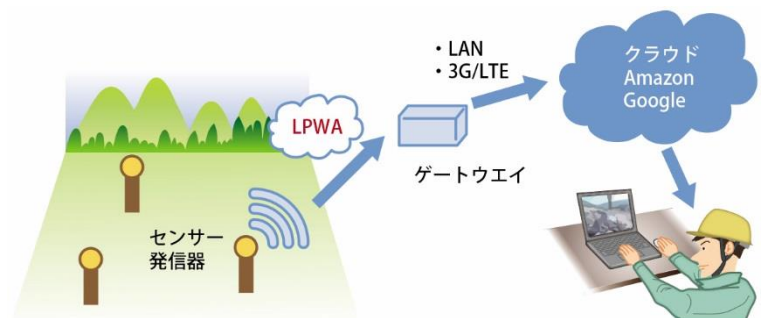 ・LAN
・3G/LTE
クラウド
Amazon
Google
LPWA
ゲートウエイ
センサー
発信器